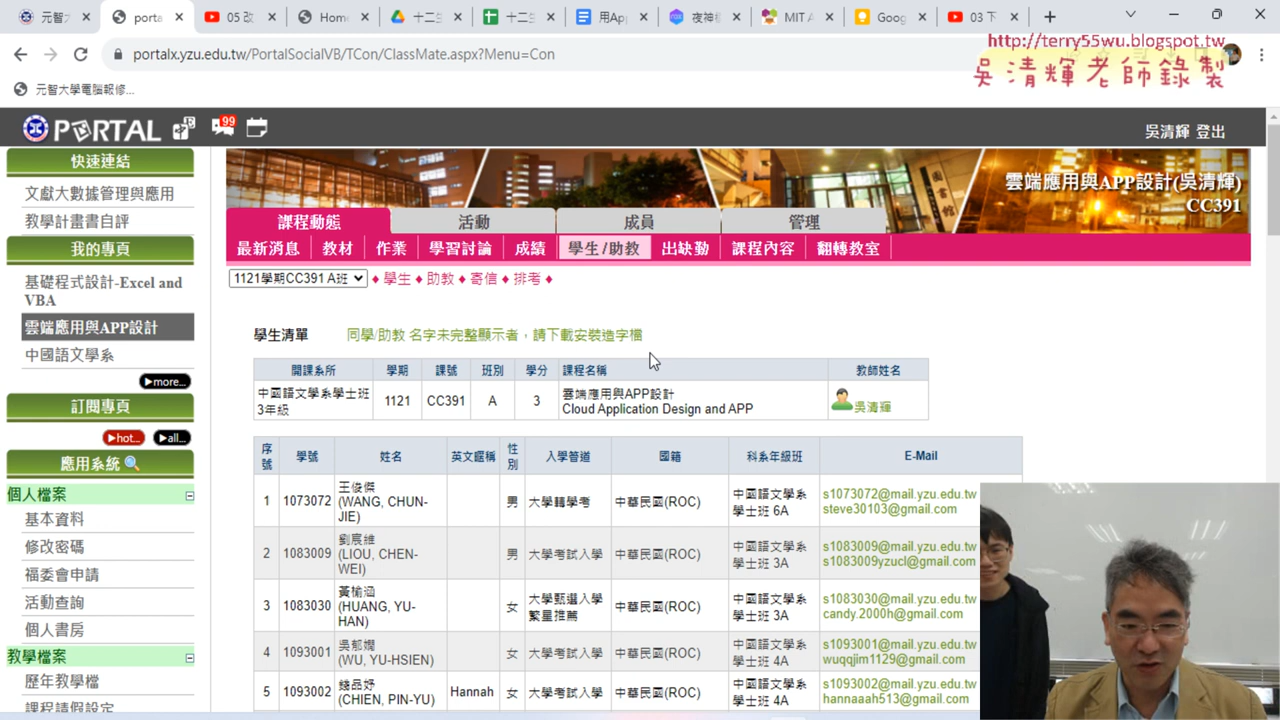 元智大
porta
05 改
Home
十二生
十二生
用Ap
夜神
MIT A
Goog
03 下
portalx.yzu.edu.tw/PortalSocialVB/TCon/ClassMate.aspx?Menu=Con
http://terry55wu.blogspot.tw
吳清輝老師錄製
元智大學電腦報修...
PORTAL
99
吳清輝 登出
快速連結
文獻大數據管理與應用
教學計畫書自評
我的專頁
基礎程式設計-Excel and
VBA
雲端應用與APP設計
中國語文學系
▶more...
訂閱專頁
▶hot... ▶all...
應用系統
個人檔案
基本資料
修改密碼
福委會申請
活動查詢
個人書房
教學檔案
歷年教學檔
課程請假設定
圖書館
雲端應用與APP設計(吳清輝)
CC391
課程動態 活動 成員 管理
最新消息 教材 作業 學習討論 成績 學生/助教 出缺勤 課程內容 翻轉教室
1121學期CC391 A班 ♦ 學生 ♦ 助教 ♦ 寄信 ♦ 排考 ♦
學生清單 同學/助教 名字未完整顯示者，請下載安裝造字檔
開課系所 學期 課號 班別 學分 課程名稱 教師姓名
中國語文學系學士班
3年級
1121 CC391 A 3
雲端應用與APP設計
Cloud Application Design and APP
吳清輝
序號 學號 姓名 英文暱稱 性別 入學管道 國籍 科系年級班 E-Mail
1 1073072
王俊傑
(WANG, CHUN-
JIE)
男 大學轉學考 中華民國(ROC)
中國語文學系
學士班 6A
s1073072@mail.yzu.edu.tw
steve30103@gmail.com
2 1083009
劉宸維
(LIOU, CHEN-
WEI)
男 大學考試入學 中華民國(ROC)
中國語文學系
學士班 3A
s1083009@mail.yzu.edu.tw
s1083009yzucl@gmail.com
3 1083030
黃榆涵
(HUANG, YU-
HAN)
女
大學甄選入學
繁星推薦
中華民國(ROC)
中國語文學系
學士班 3A
s1083030@mail.yzu.edu.tw
candy.2000h@gmail.com
4 1093001
吳郁嫺
(WU, YU-HSIEN)
女 大學考試入學 中華民國(ROC)
中國語文學系
學士班 4A
s1093001@mail.yzu.edu.tw
wuqqjim1129@gmail.com
5 1093002
錢品妤
(CHIEN, PIN-YU)
Hannah 女 大學考試入學 中華民國(ROC)
中國語文學系
學士班 4A
s1093002@mail.yzu.edu.tw
hannaaah513@gmail.com